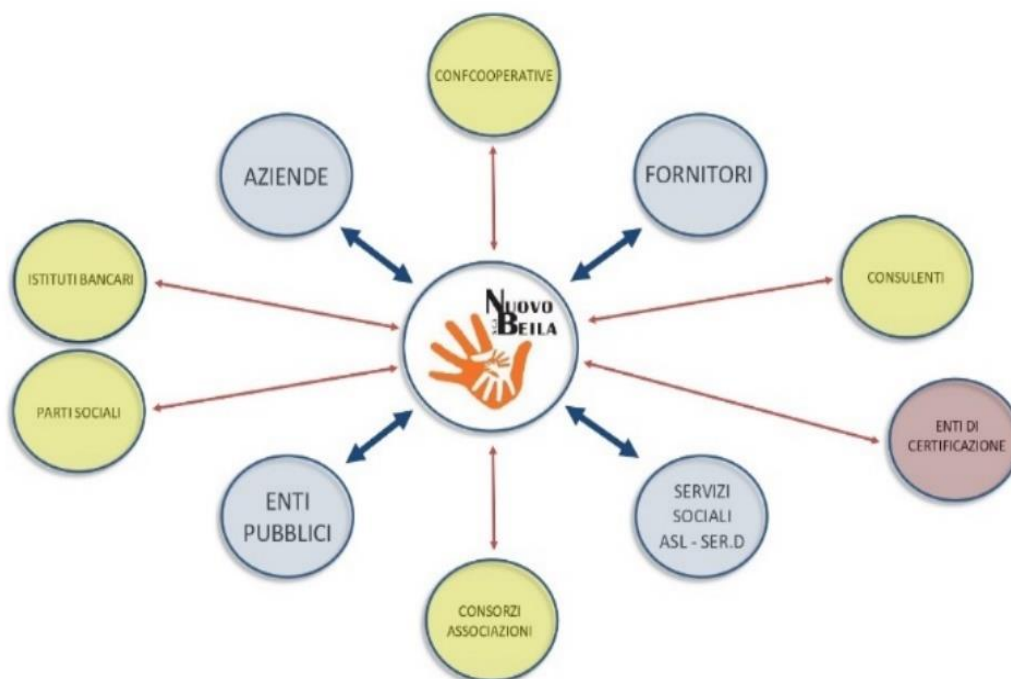 CONFCOOPERATIVE
AZIENDE
FORNITORI
ISTITUTI BANCARI
CONSULENTI
NUOVO
S.C.S.
BEILA
PARTI SOCIALI
ENTI DI
CERTIFICAZIONE
ENTI
PUBBLICI
SERVIZI
SOCIALI
ASL - SER.D
CONSORZI
ASSOCIAZIONI